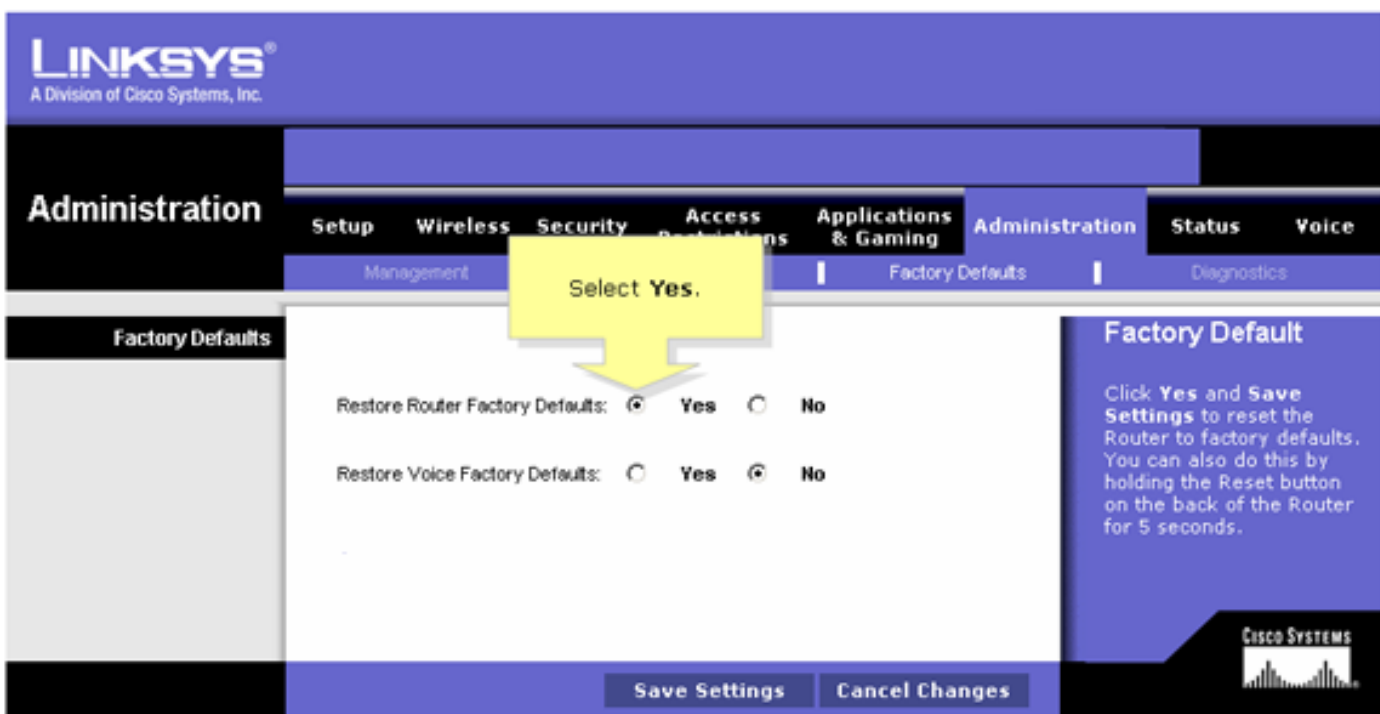 LINKSYS®
A Division of Cisco Systems, Inc.
Administration
Setup
Wireless
Security
Access
Applications
& Gaming
Administration
Status
Voice
Management
Factory Defaults
Diagnostics
Select Yes.
Factory Defaults
Restore Router Factory Defaults: Yes No
Restore Voice Factory Defaults: Yes No
Factory Default
Click Yes and Save
Settings to reset the
Router to factory defaults.
You can also do this by
holding the Reset button
on the back of the Router
for 5 seconds.
CISCO SYSTEMS
Save Settings
Cancel Changes